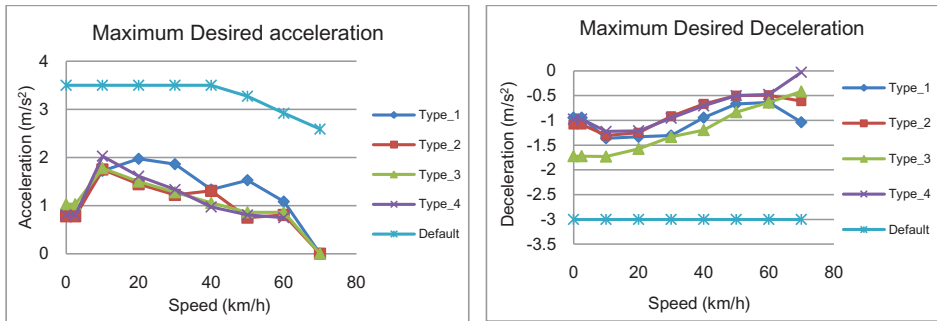 Maximum Desired acceleration
Acceleration (m/s²)
4
3
2
1
0
0 20 40 60 80
Speed (km/h)
Type_1
Type_2
Type_3
Type_4
Default
Maximum Desired Deceleration
Deceleration (m/s²)
0
-0.5
-1
-1.5
-2
-2.5
-3
-3.5
0 20 40 60 80
Speed (km/h)
Type_1
Type_2
Type_3
Type_4
Default